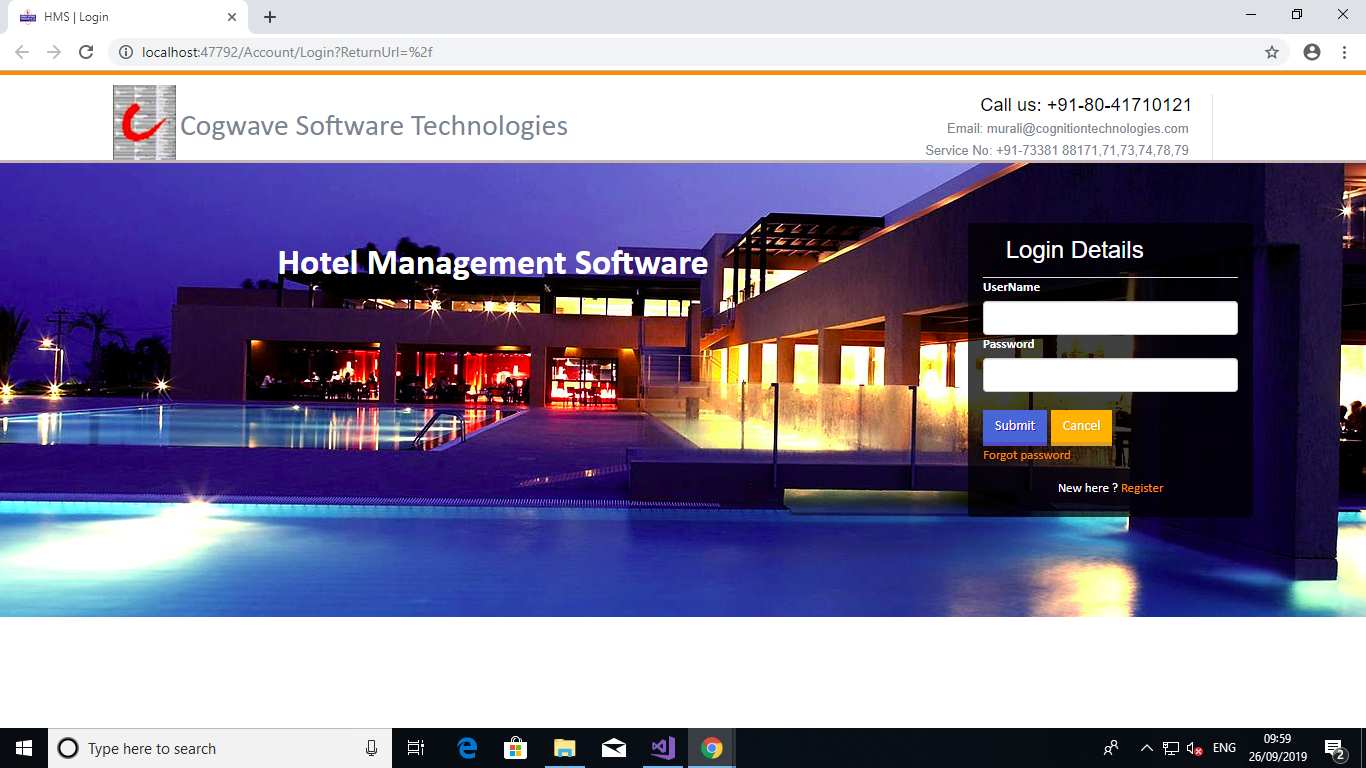 HMS | Login
localhost:47792/Account/Login?ReturnUrl=%2f
Cogwave Software Technologies
Call us: +91-80-41710121
Email: murali@cognitiontechnologies.com
Service No: +91-73381 88171,71,73,74,78,79
Hotel Management Software
Login Details
UserName
Password
Submit Cancel
Forgot password
New here ? Register
Type here to search
ENG
09:59
26/09/2019
2